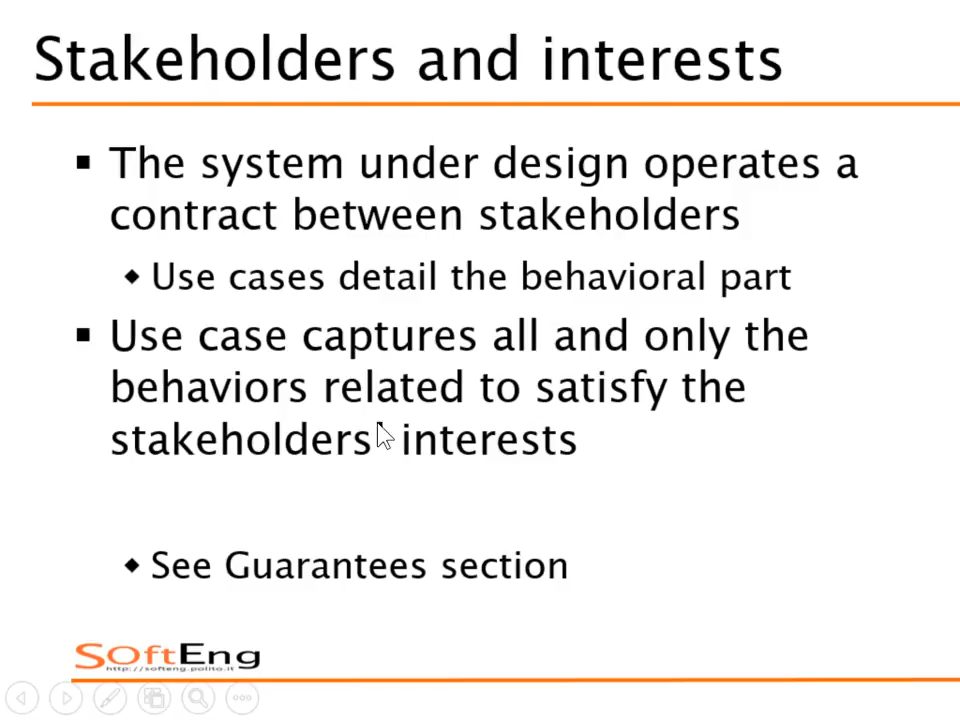 Stakeholders and interests
The system under design operates a
contract between stakeholders
Use cases detail the behavioral part
Use case captures all and only the
behaviors related to satisfy the
stakeholders' interests
See Guarantees section
SOftEng
http://softeng.polito.it